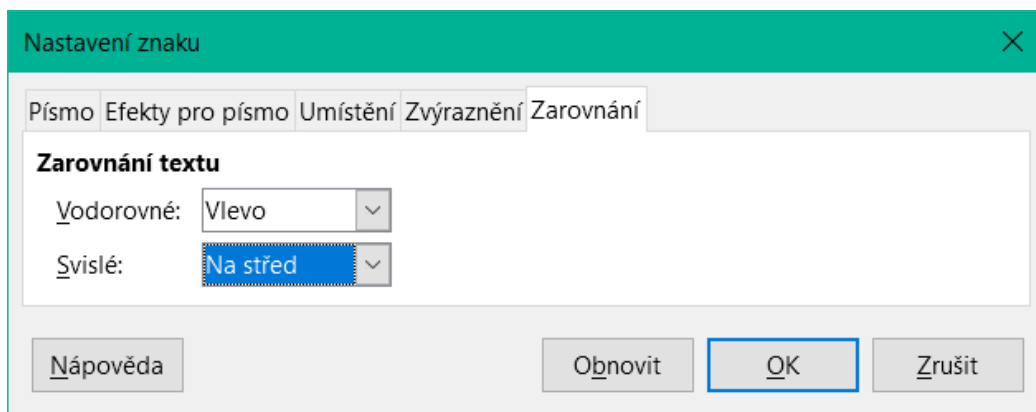 Nastavení znaku
Písmo Efekty pro písmo Umístění Zvýraznění Zarovnání
Zarovnání textu
Vodorovné: Vlevo
Svislé: Na střed
Nápověda Obnovit OK Zrušit